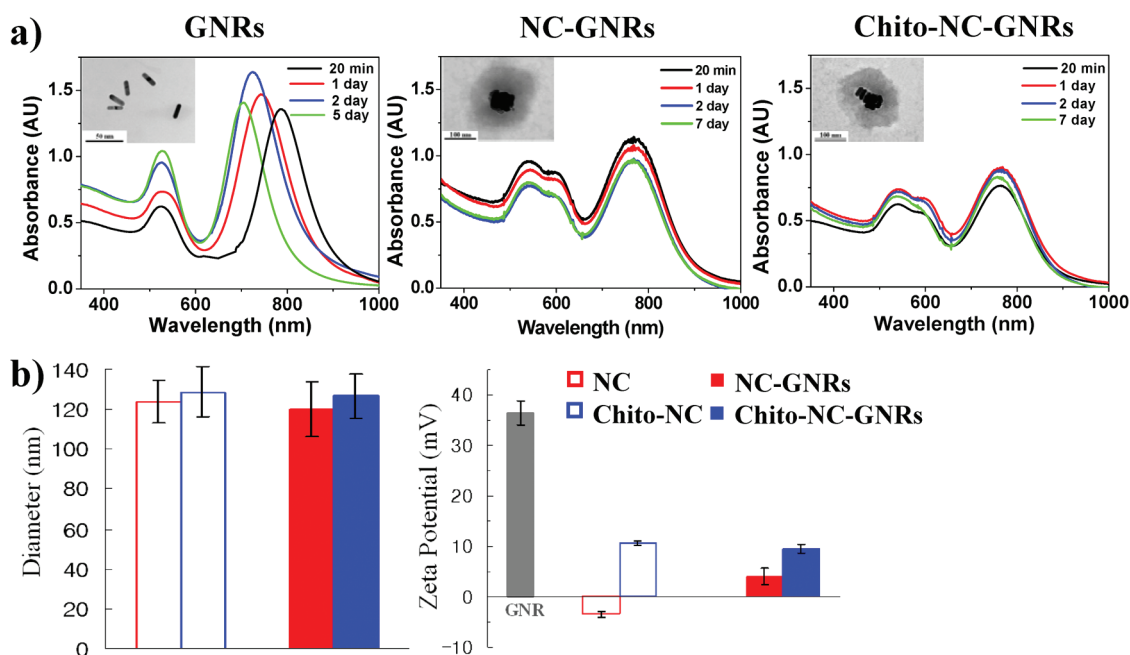 a)
GNRs
NC-GNRs
Chito-NC-GNRs
Absorbance (AU)
1.5
1.0
0.5
0.0
400
600
800
1000
Wavelength (nm)
50 nm
20 min
1 day
2 day
5 day
Absorbance (AU)
1.5
1.0
0.5
0.0
400
600
800
1000
Wavelength (nm)
100 nm
20 min
1 day
2 day
7 day
Absorbance (AU)
1.5
1.0
0.5
0.0
400
600
800
1000
Wavelength (nm)
100 nm
20 min
1 day
2 day
7 day
b)
Diameter (nm)
140
120
100
80
60
40
20
0
Zeta Potential (mV)
40
30
20
10
0
-10
GNR
NC
NC-GNRs
Chito-NC
Chito-NC-GNRs